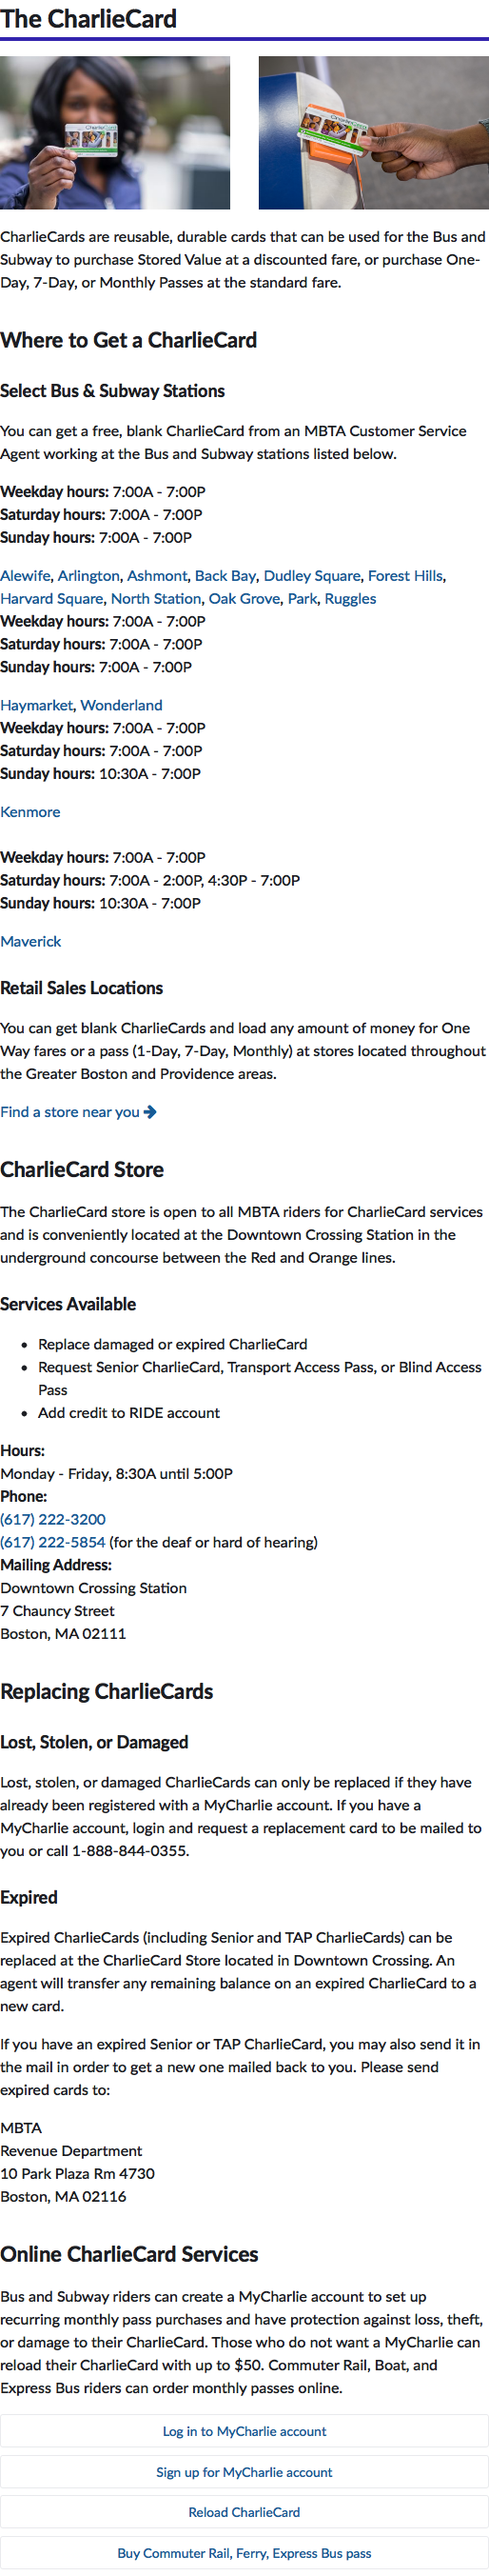 The CharlieCard
CharlieCard
CharlieCard
CharlieCards are reusable, durable cards that can be used for the Bus and
Subway to purchase Stored Value at a discounted fare, or purchase One-
Day, 7-Day, or Monthly Passes at the standard fare.
Where to Get a CharlieCard
Select Bus & Subway Stations
You can get a free, blank CharlieCard from an MBTA Customer Service
Agent working at the Bus and Subway stations listed below.
Weekday hours: 7:00A - 7:00P
Saturday hours: 7:00A - 7:00P
Sunday hours: 7:00A - 7:00P
Alewife, Arlington, Ashmont, Back Bay, Dudley Square, Forest Hills,
Harvard Square, North Station, Oak Grove, Park, Ruggles
Weekday hours: 7:00A - 7:00P
Saturday hours: 7:00A - 7:00P
Sunday hours: 7:00A - 7:00P
Haymarket, Wonderland
Weekday hours: 7:00A - 7:00P
Saturday hours: 7:00A - 7:00P
Sunday hours: 10:30A - 7:00P
Kenmore
Weekday hours: 7:00A - 7:00P
Saturday hours: 7:00A - 2:00P, 4:30P - 7:00P
Sunday hours: 10:30A - 7:00P
Maverick
Retail Sales Locations
You can get blank CharlieCards and load any amount of money for One
Way fares or a pass (1-Day, 7-Day, Monthly) at stores located throughout
the Greater Boston and Providence areas.
Find a store near you
CharlieCard Store
The CharlieCard store is open to all MBTA riders for CharlieCard services
and is conveniently located at the Downtown Crossing Station in the
underground concourse between the Red and Orange lines.
Services Available
• Replace damaged or expired CharlieCard
• Request Senior CharlieCard, Transport Access Pass, or Blind Access
Pass
• Add credit to RIDE account
Hours:
Monday - Friday, 8:30A until 5:00P
Phone:
(617) 222-3200
(617) 222-5854 (for the deaf or hard of hearing)
Mailing Address:
Downtown Crossing Station
7 Chauncy Street
Boston, MA 02111
Replacing CharlieCards
Lost, Stolen, or Damaged
Lost, stolen, or damaged CharlieCards can only be replaced if they have
already been registered with a MyCharlie account. If you have a
MyCharlie account, login and request a replacement card to be mailed to
you or call 1-888-844-0355.
Expired
Expired CharlieCards (including Senior and TAP CharlieCards) can be
replaced at the CharlieCard Store located in Downtown Crossing. An
agent will transfer any remaining balance on an expired CharlieCard to a
new card.
If you have an expired Senior or TAP CharlieCard, you may also send it in
the mail in order to get a new one mailed back to you. Please send
expired cards to:
MBTA
Revenue Department
10 Park Plaza Rm 4730
Boston, MA 02116
Online CharlieCard Services
Bus and Subway riders can create a MyCharlie account to set up
recurring monthly pass purchases and have protection against loss, theft,
or damage to their CharlieCard. Those who do not want a MyCharlie can
reload their CharlieCard with up to $50. Commuter Rail, Boat, and
Express Bus riders can order monthly passes online.
Log in to MyCharlie account
Sign up for MyCharlie account
Reload CharlieCard
Buy Commuter Rail, Ferry, Express Bus pass